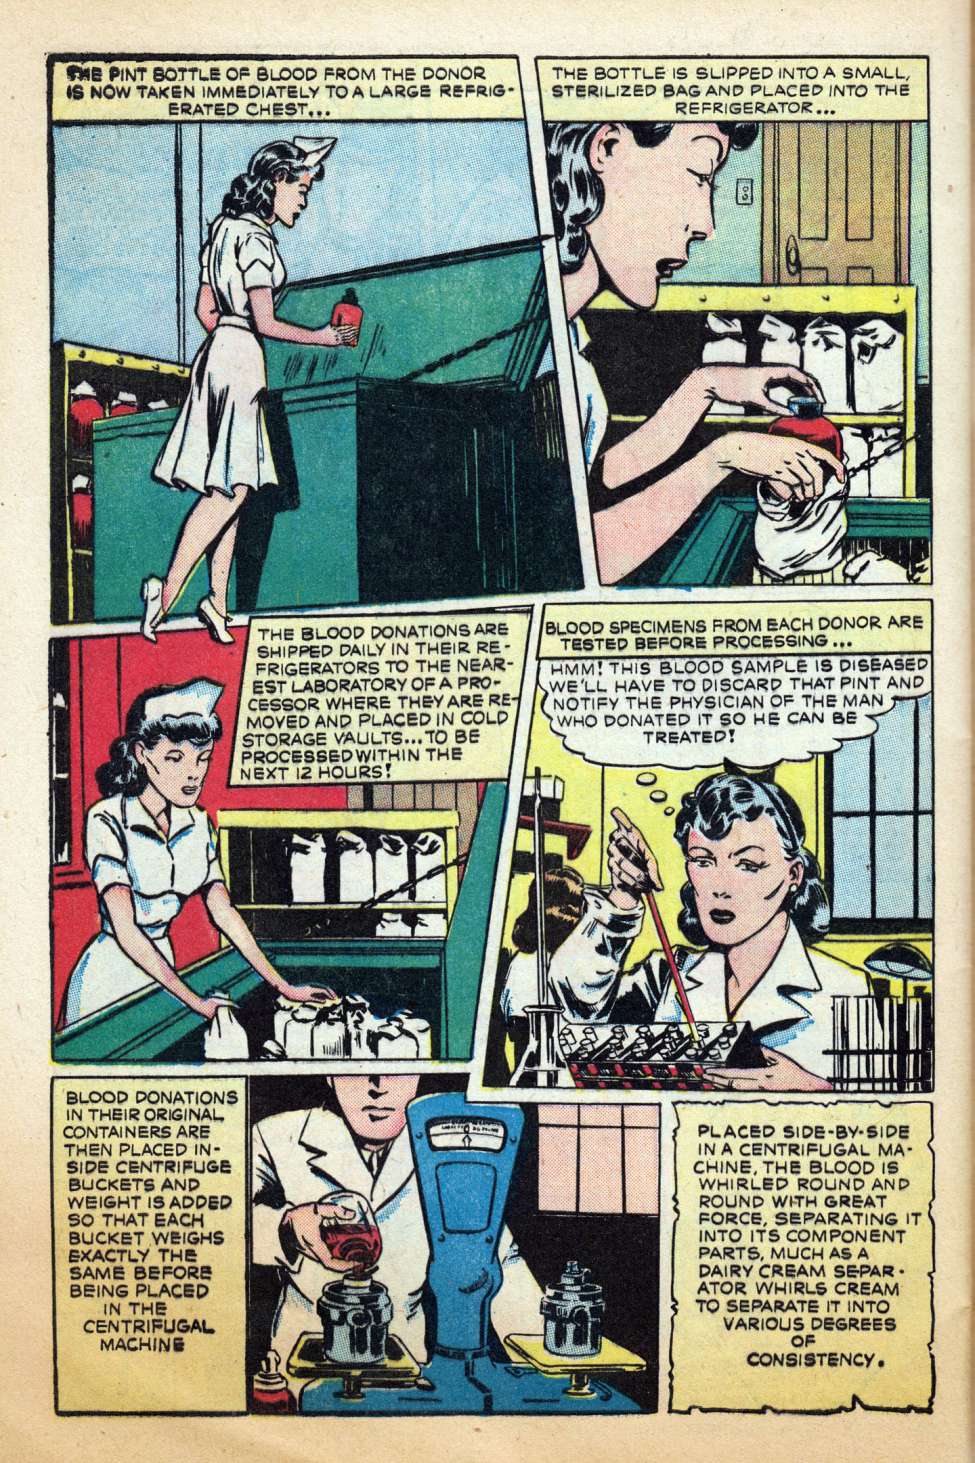 THE PINT BOTTLE OF BLOOD FROM THE DONOR
IS NOW TAKEN IMMEDIATELY TO A LARGE REFRIG-
ERATED CHEST...
THE BOTTLE IS SLIPPED INTO A SMALL,
STERILIZED BAG AND PLACED INTO THE
REFRIGERATOR...
THE BLOOD DONATIONS ARE
SHIPPED DAILY IN THEIR RE-
FRIGERATORS TO THE NEAR-
EST LABORATORY OF A PRO-
CESSOR WHERE THEY ARE RE-
MOVED AND PLACED IN COLD
STORAGE VAULTS... TO BE
PROCESSED WITHIN THE
NEXT 12 HOURS!
BLOOD SPECIMENS FROM EACH DONOR ARE
TESTED BEFORE PROCESSING...
HMM! THIS BLOOD SAMPLE IS DISEASED
WE'LL HAVE TO DISCARD THAT PINT AND
NOTIFY THE PHYSICIAN OF THE MAN
WHO DONATED IT SO HE CAN BE
TREATED!
BLOOD DONATIONS
IN THEIR ORIGINAL
CONTAINERS ARE
THEN PLACED IN-
SIDE CENTRIFUGE
BUCKETS AND
WEIGHT IS ADDED
SO THAT EACH
BUCKET WEIGHS
EXACTLY THE
SAME BEFORE
BEING PLACED
IN THE
CENTRIFUGAL
MACHINE
PLACED SIDE-BY-SIDE
IN A CENTRIFUGAL MA-
CHINE, THE BLOOD IS
WHIRLED ROUND AND
ROUND WITH GREAT
FORCE, SEPARATING IT
INTO ITS COMPONENT
PARTS, MUCH AS A
DAIRY CREAM SEPAR-
ATOR WHIRLS CREAM
TO SEPARATE IT INTO
VARIOUS DEGREES
OF
CONSISTENCY.